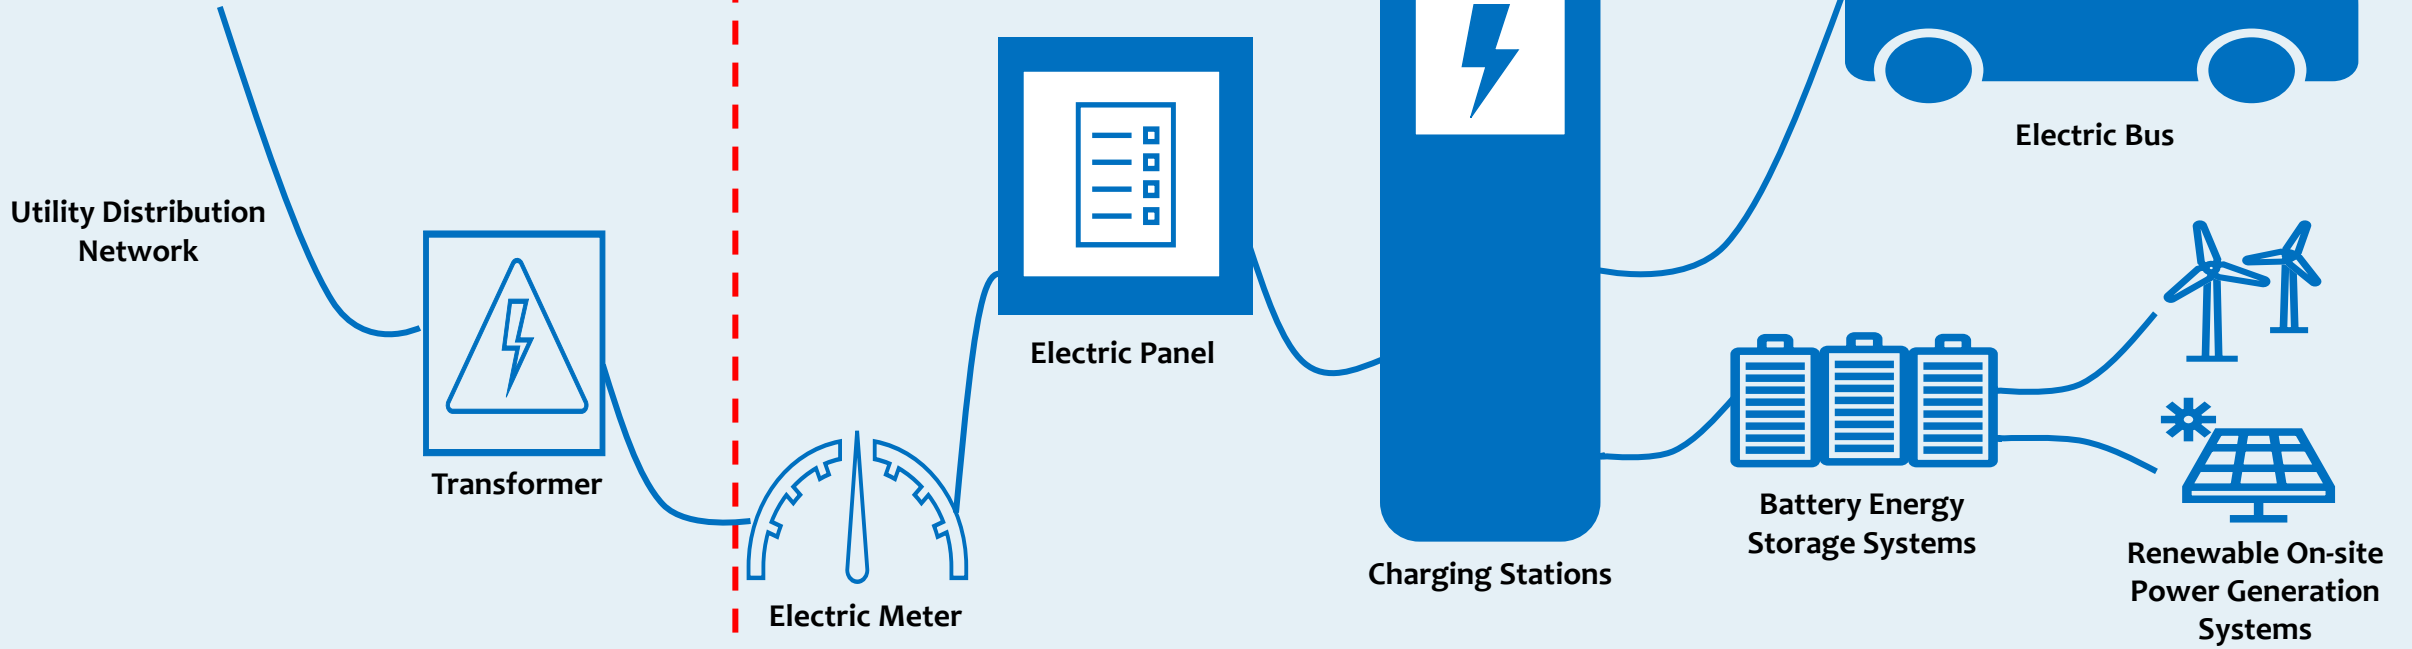 Utility Distribution
Network
Transformer
Electric Meter
Electric Panel
Charging Stations
Electric Bus
Battery Energy
Storage Systems
Renewable On-site
Power Generation
Systems